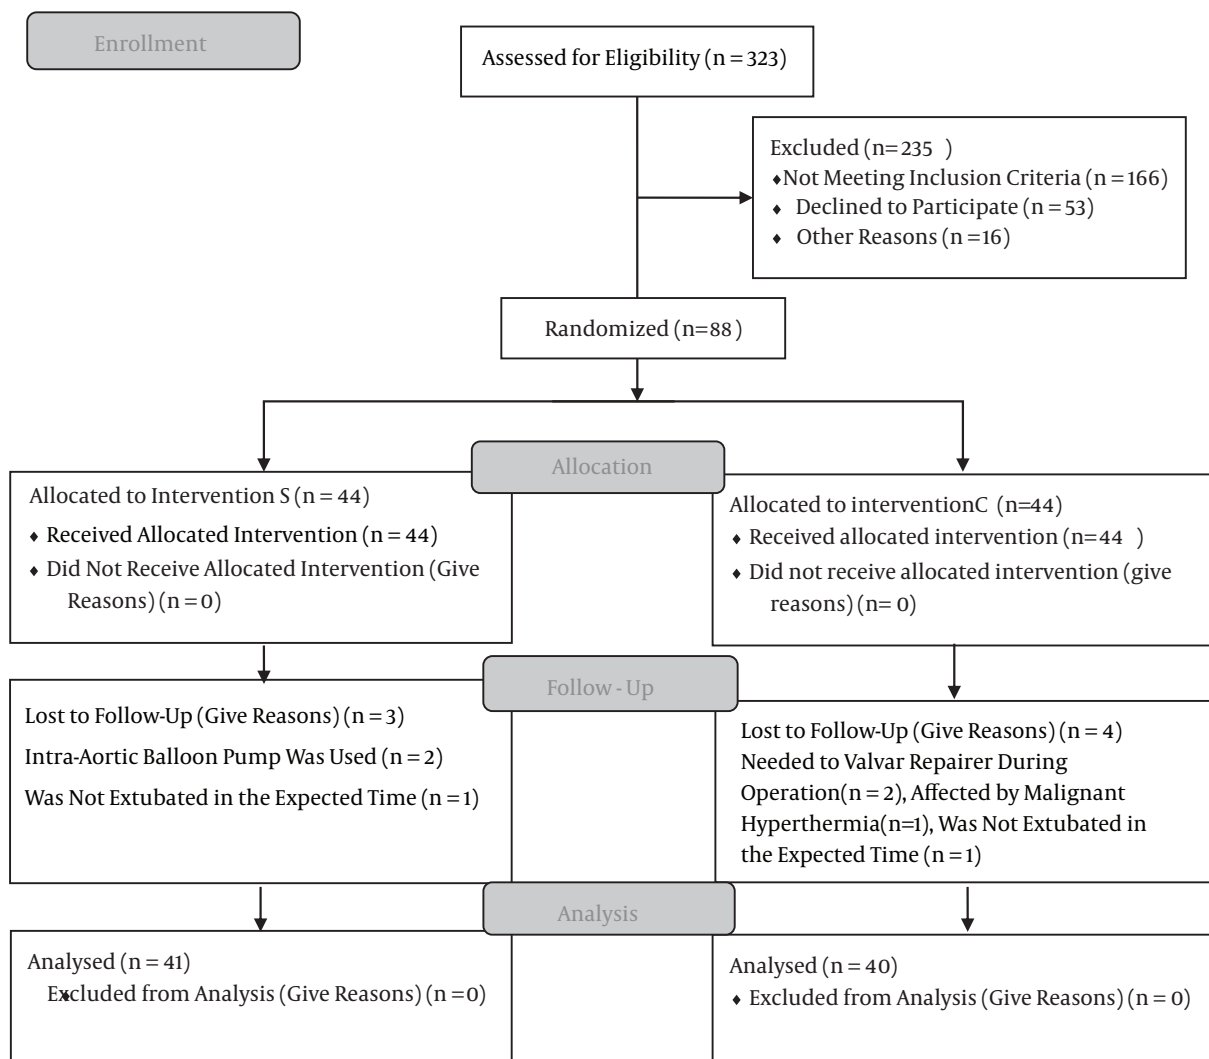 Enrollment
Assessed for Eligibility (n = 323)
Excluded (n= 235 )
♦Not Meeting Inclusion Criteria (n = 166)
♦ Declined to Participate (n = 53)
♦ Other Reasons (n =16)
Randomized (n=88)
Allocation
Allocated to Intervention S (n = 44)
♦ Received Allocated Intervention (n = 44)
♦ Did Not Receive Allocated Intervention (Give
Reasons) (n = 0)
Allocated to interventionC (n=44)
♦ Received allocated intervention (n=44 )
♦ Did not receive allocated intervention (give
reasons) (n= 0)
Follow - Up
Lost to Follow-Up (Give Reasons) (n = 3)
Intra-Aortic Balloon Pump Was Used (n = 2)
Was Not Extubated in the Expected Time (n = 1)
Lost to Follow-Up (Give Reasons) (n = 4)
Needed to Valvar Repairer During
Operation(n = 2), Affected by Malignant
Hyperthermia(n=1), Was Not Extubated in
the Expected Time (n = 1)
Analysis
Analysed (n = 41)
♦ Excluded from Analysis (Give Reasons) (n =0)
Analysed (n = 40)
♦ Excluded from Analysis (Give Reasons) (n = 0)